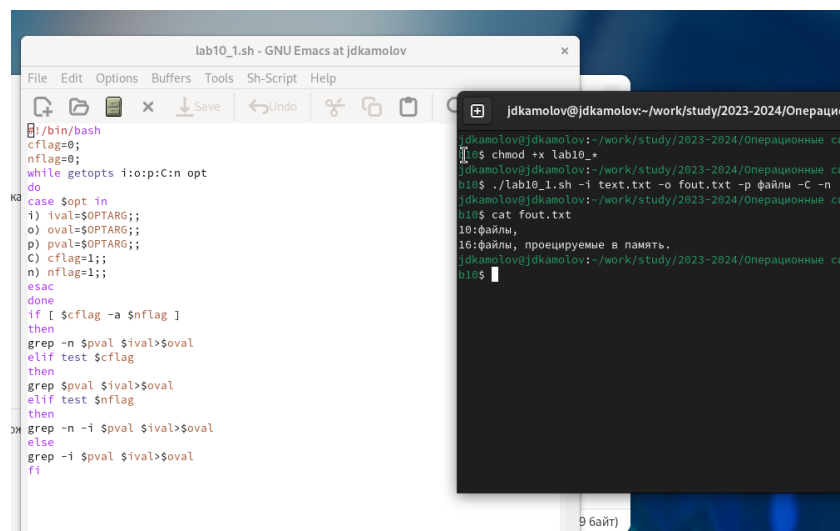 lab10_1.sh - GNU Emacs at jdkamolov
File Edit Options Buffers Tools Sh-Script Help
Save Undo
#!/bin/bash
cflag=0;
nflag=0;
while getopts i:o:p:C:n opt
do
case $opt in
i) ival=$OPTARG;;
o) oval=$OPTARG;;
p) pval=$OPTARG;;
C) cflag=1;;
n) nflag=1;;
esac
done
if [ $cflag -a $nflag ]
then
grep -n $pval $ival>$oval
elif test $cflag
then
grep $pval $ival>$oval
elif test $nflag
then
grep -n -i $pval $ival>$oval
else
grep -i $pval $ival>$oval
fi
jdkamolov@jdkamolov:~/work/study/2023-2024/Операцио
jdkamolov@jdkamolov:~/work/study/2023-2024/Операционные си
b10$ chmod +x lab10_*
jdkamolov@jdkamolov:~/work/study/2023-2024/Операционные си
b10$ ./lab10_1.sh -i text.txt -o fout.txt -p файлы -C -n
jdkamolov@jdkamolov:~/work/study/2023-2024/Операционные си
b10$ cat fout.txt
10:файлы,
16:файлы, проецируемые в память.
jdkamolov@jdkamolov:~/work/study/2023-2024/Операционные си
b10$
9 байт)